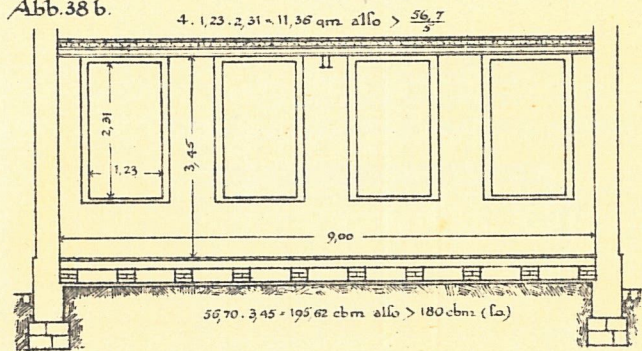 Abb. 38 b.
4 . 1,23 . 2,31 = 11,36 qm also > 56,7/5
2,31
1,23
3,45
9,00
56,70 . 3,45 = 195,62 cbm also > 180 cbm (so.)